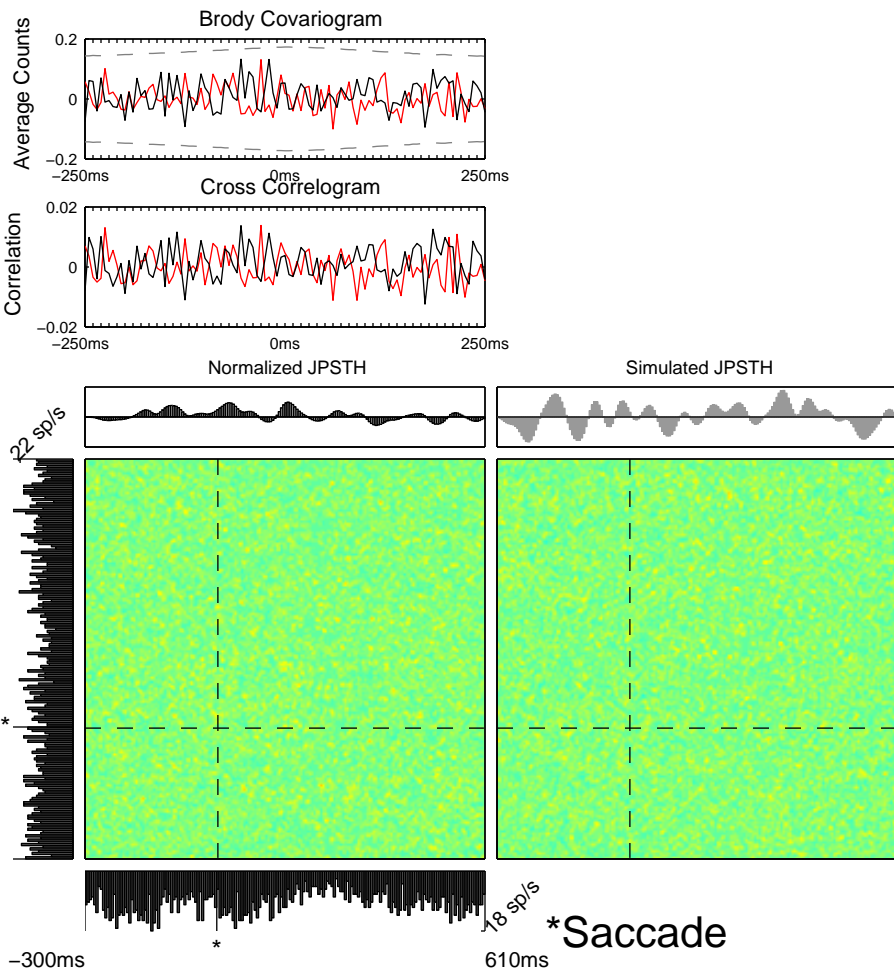 Brody Covariogram
Average Counts
0.2
0
−0.2
−250ms
0ms
250ms
Cross Correlogram
Correlation
0.02
0
−0.02
−250ms
0ms
250ms
Normalized JPSTH
Simulated JPSTH
22 sp/s
*
18 sp/s
*
*Saccade
−300ms
610ms